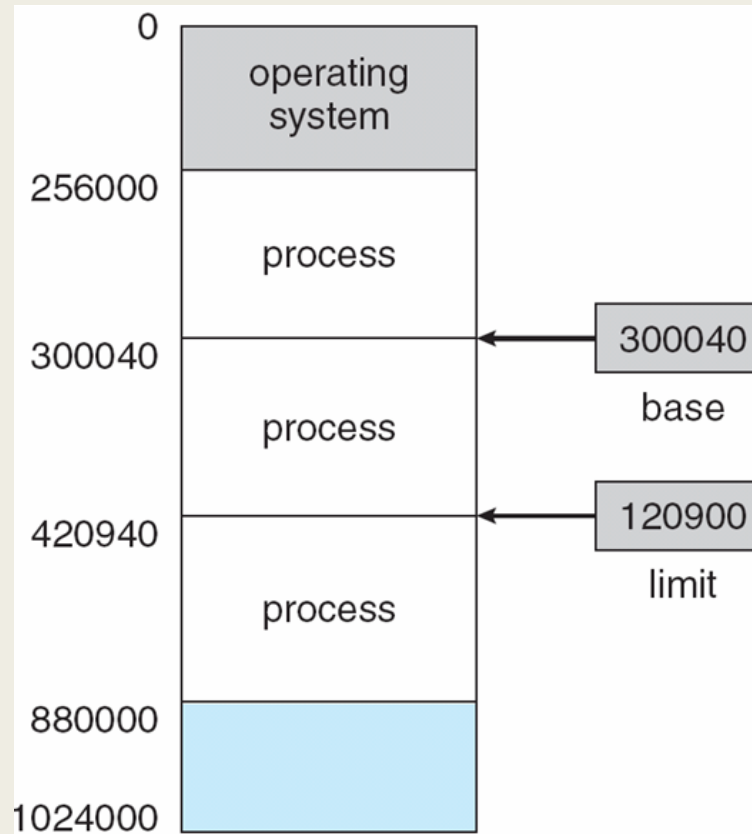 0
operating
system
256000
process
300040
300040
base
process
120900
420940
limit
process
880000
1024000